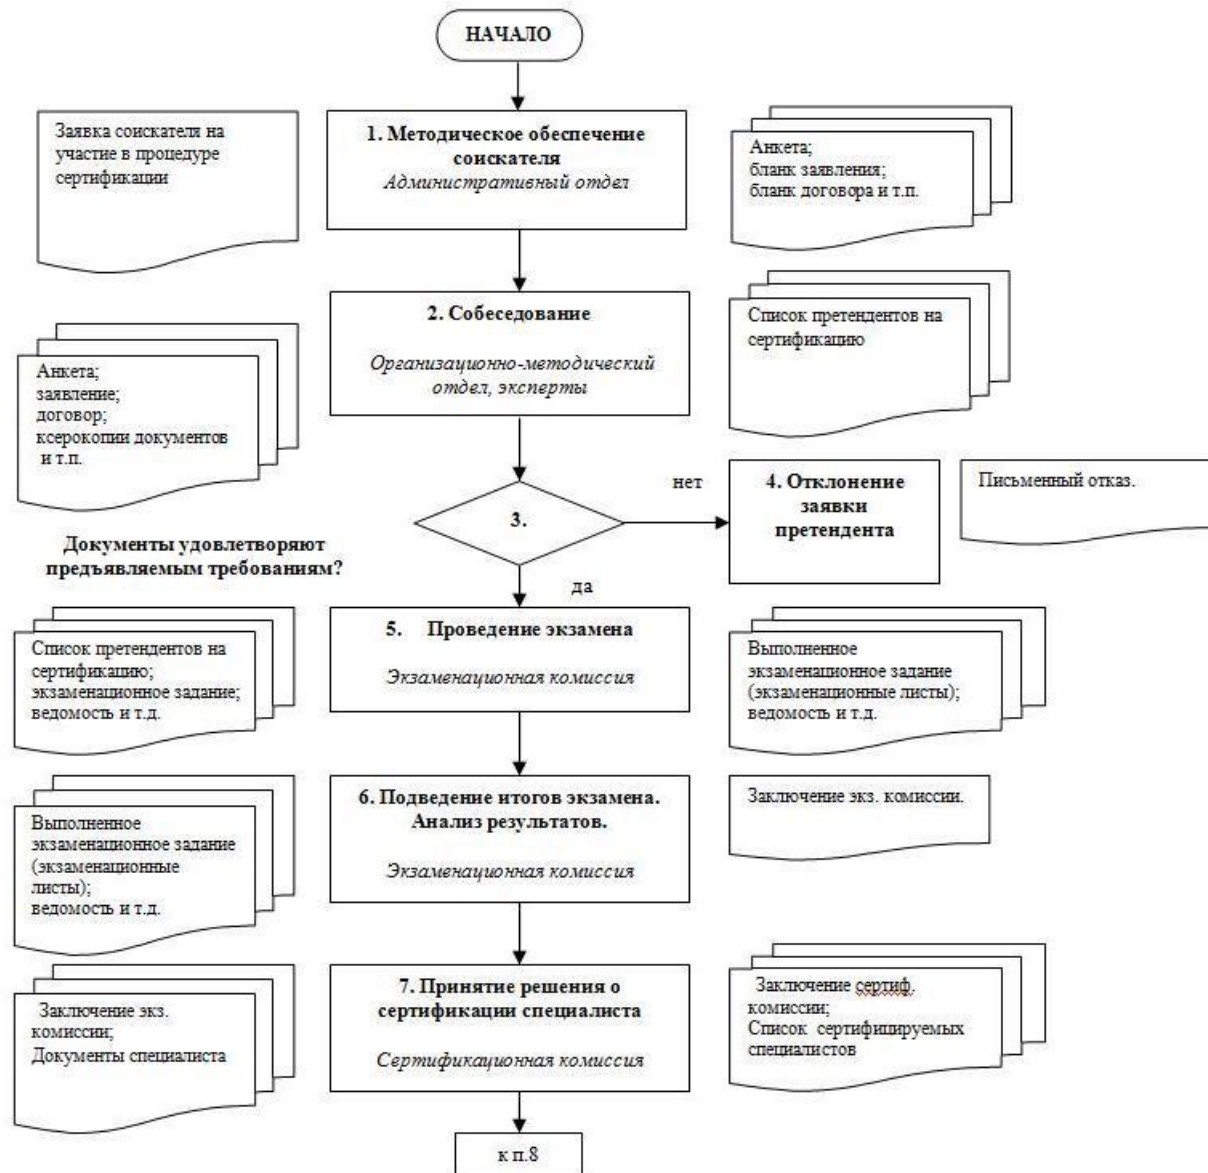 НАЧАЛО
Заявка соискателя на
участие в процедуре
сертификации
1. Методическое обеспечение
соискателя
Административный отдел
Анкета;
бланк заявления;
бланк договора и т.п.
2. Собеседование
Организационно-методический
отдел, эксперты
Список претендентов на
сертификацию
Анкета;
заявление;
договор;
ксерокопии документов
и т.п.
3.
нет
4. Отклонение
заявки
претендента
Письменный отказ.
Документы удовлетворяют
предъявляемым требованиям?
да
Список претендентов на
сертификацию;
экзаменационное задание;
ведомость и т.д.
5. Проведение экзамена
Экзаменационная комиссия
Выполненное
экзаменационное задание
(экзаменационные листы);
ведомость и т.д.
Выполненное
экзаменационное задание
(экзаменационные
листы);
ведомость и т.д.
6. Подведение итогов экзамена.
Анализ результатов.
Экзаменационная комиссия
Заключение экз. комиссии.
Заключение экз.
комиссии;
Документы специалиста
7. Принятие решения о
сертификации специалиста
Сертификационная комиссия
Заключение сертиф.
комиссии;
Список сертифицируемых
специалистов
к п.8